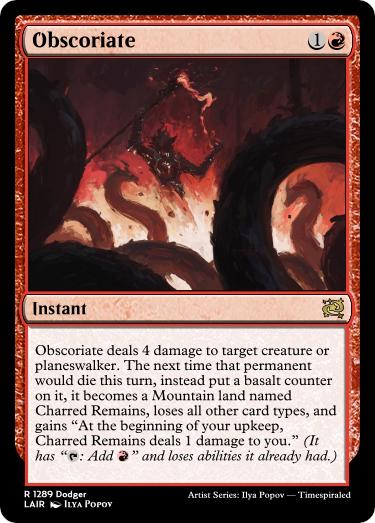 Obscoriate 1
Instant
Obscoriate deals 4 damage to target creature or
planeswalker. The next time that permanent
would die this turn, instead put a basalt counter
on it, it becomes a Mountain land named
Charred Remains, loses all other card types, and
gains “At the beginning of your upkeep,
Charred Remains deals 1 damage to you.” (It
has “: Add ” and loses abilities it already had.)
R 1289 Dodger
Artist Series: Ilya Popov — Timespiraled
LAIR Ilya Popov